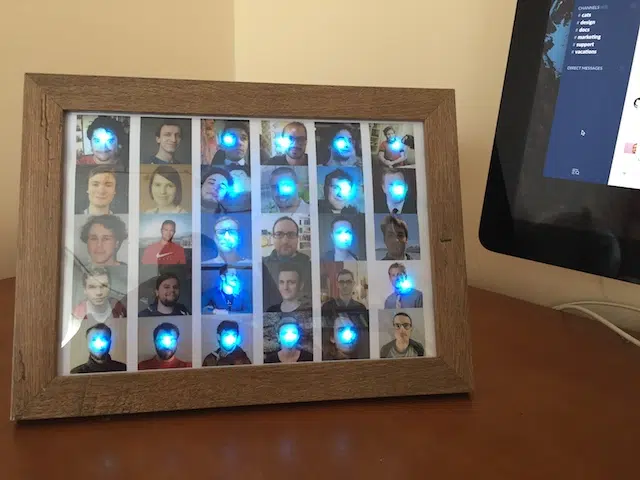 CHANNELS
# cats
# design
# docs
# marketing
# support
# vacations
DIRECT MESSAGES